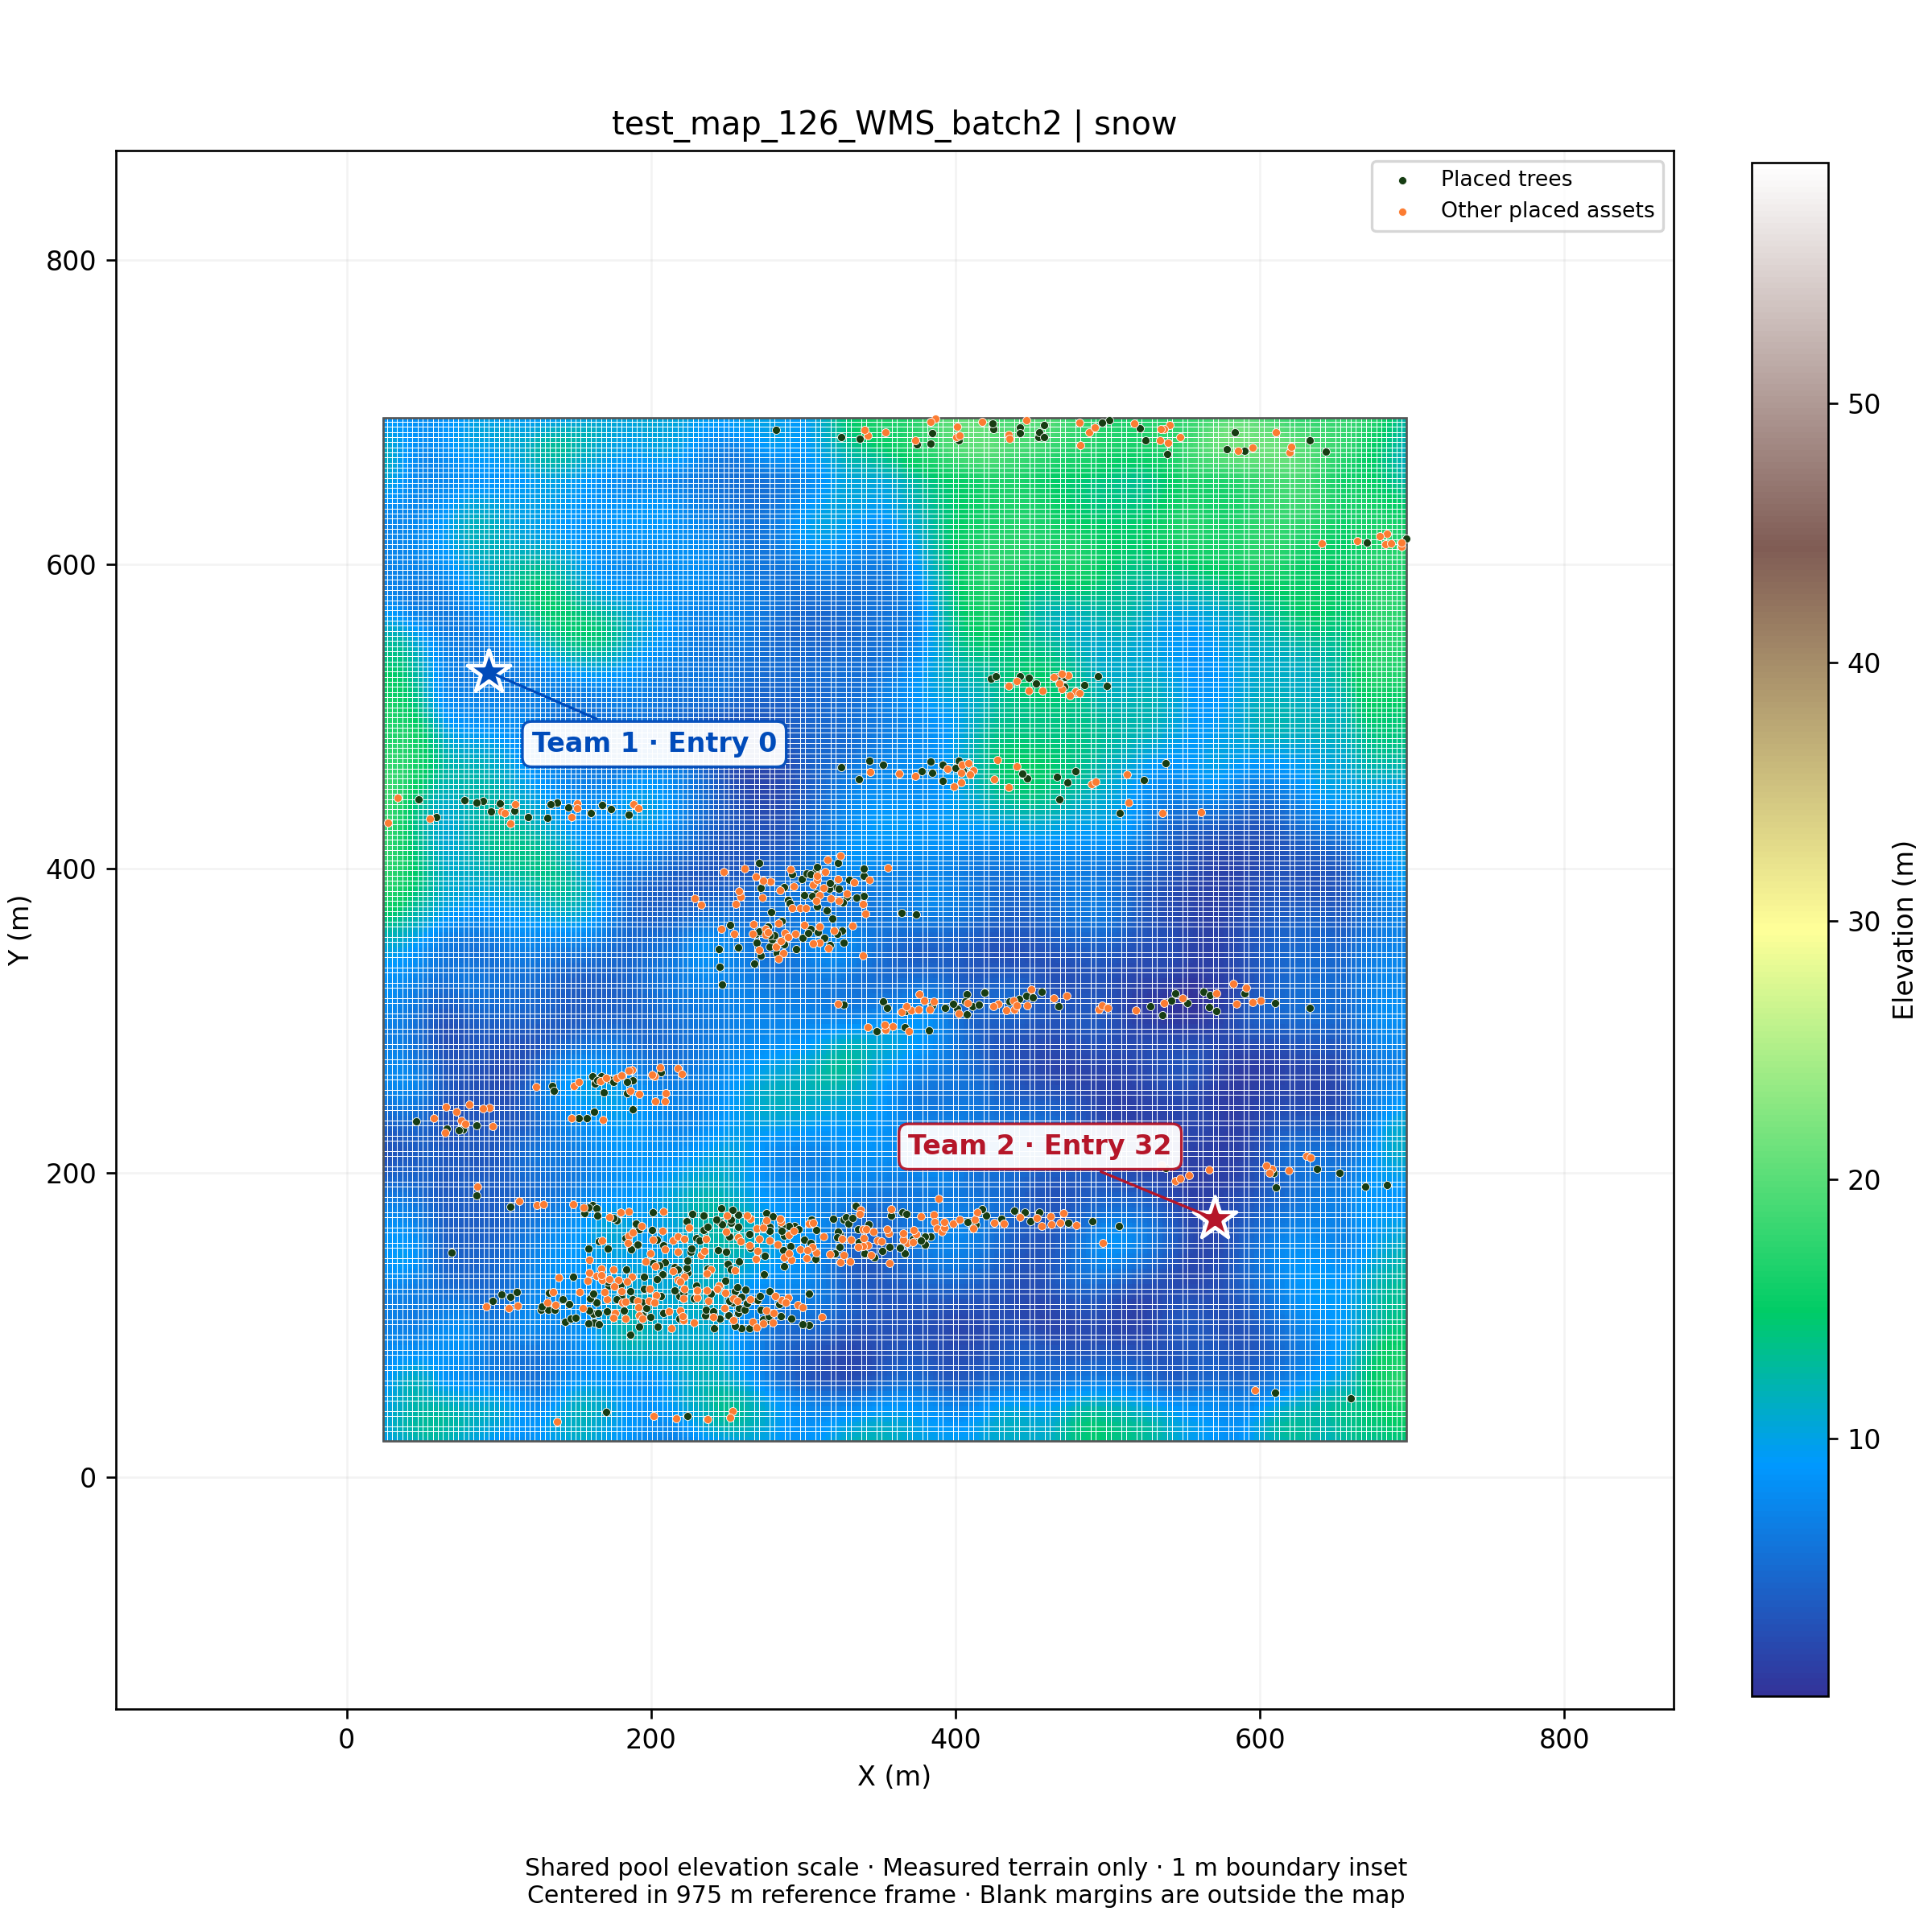 test_map_126_WMS_batch2 | snow
Placed trees
Other placed assets
800
600
400
200
0
Y (m)
Team 1 · Entry 0
Team 2 · Entry 32
0
200
400
600
800
X (m)
50
40
30
20
10
Elevation (m)
Shared pool elevation scale · Measured terrain only · 1 m boundary inset
Centered in 975 m reference frame · Blank margins are outside the map